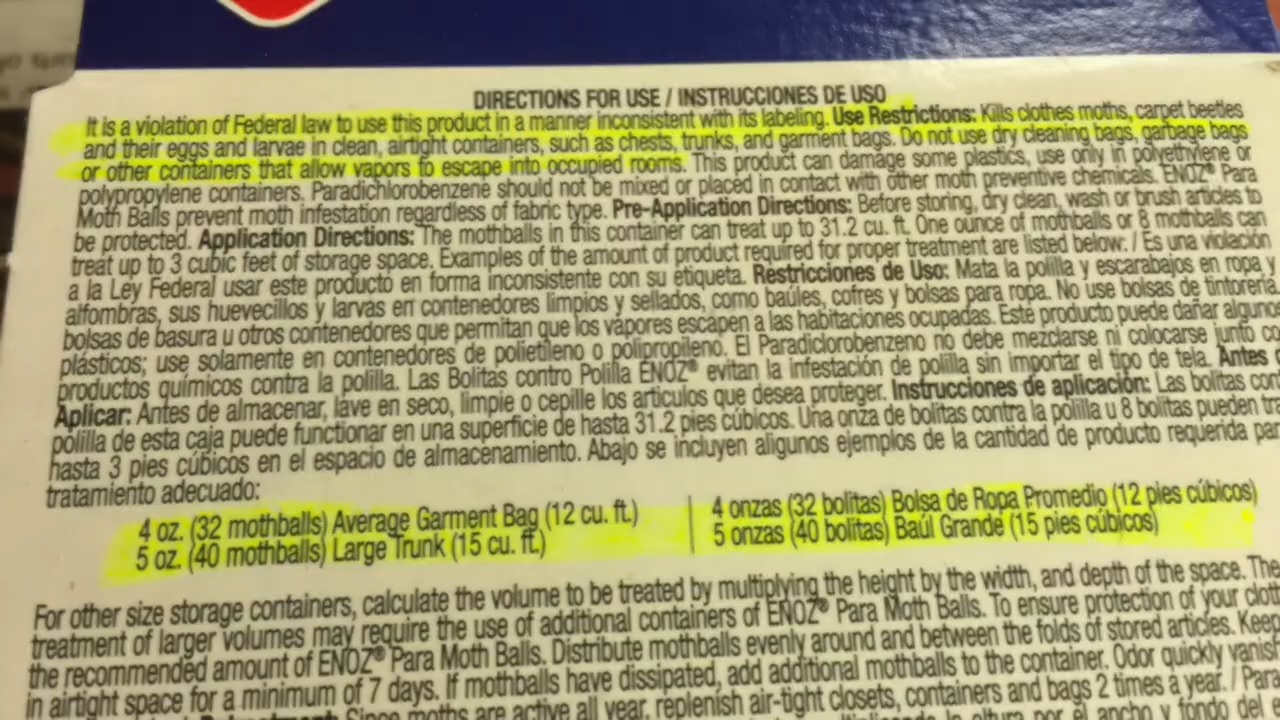 DIRECTIONS FOR USE / INSTRUCCIONES DE USO
It is a violation of Federal law to use this product in a manner inconsistent with its labeling. Use Restrictions: Kills clothes moths, carpet beetles
and their eggs and larvae in clean, airtight containers, such as chests, trunks, and garment bags. Do not use dry cleaning bags, garbage bags
or other containers that allow vapors to escape into occupied rooms. This product can damage some plastics, use only in polyethylene or
polypropylene containers. Paradichlorobenzene should not be mixed or placed in contact with other moth preventive chemicals. ENOZ® Para
Moth Balls prevent moth infestation regardless of fabric type. Pre-Application Directions: Before storing, dry clean, wash or brush articles to
be protected. Application Directions: The mothballs in this container can treat up to 31.2 cu. ft. One ounce of mothballs or 8 mothballs can
treat up to 3 cubic feet of storage space. Examples of the amount of product required for proper treatment are listed below: / Es una violación
a la Ley Federal usar este producto en forma inconsistente con su etiqueta. Restricciones de Uso: Mata la polilla y escarabajos en ropa y
alfombras, sus huevecillos y larvas en contenedores limpios y sellados, como baúles, cofres y bolsas para ropa. No use bolsas de tintorería,
bolsas de basura u otros contenedores que permitan que los vapores escapen a las habitaciones ocupadas. Este producto puede dañar alguno
plásticos; use solamente en contenedores de polietileno o polipropileno. El Paradiclorobenzeno no debe mezclarse ni colocarse junto co
productos químicos contra la polilla. Las Bolitas contro Polilla ENOZ® evitan la infestación de polilla sin importar el tipo de tela. Antes
Aplicar: Antes de almacenar, lave en seco, limpie o cepille los articulos que desea proteger. Instrucciones de aplicación: Las bolitas con
polilla de esta caja puede functionar en una superficie de hasta 31.2 pies cúbicos. Una onza de bolitas contra la polilla u 8 bolitas pueden tra
hasta 3 pies cúbicos en el espacio de almacenamiento. Abajo se incluyen aligunos ejemplos de la cantidad de producto requerida par
tratamiento adecuado:
4 oz. (32 mothballs) Average Garment Bag (12 cu. ft.)
5 oz. (40 mothballs) Large Trunk (15 cu. ft.)
4 onzas (32 bolitas) Bolsa de Ropa Promedio (12 pies cúbicos)
5 onzas (40 bolitas) Baúl Grande (15 pies cúbicos)
For other size storage containers, calculate the volume to be treated by multiplying the height by the width, and depth of the space. The
treatment of larger volumes may require the use of additional containers of ENOZ® Para Moth Balls. To ensure protection of your clot
the recommended amount of ENOZ® Para Moth Balls. Distribute mothballs evenly around and between the folds of stored articles. Keep
in airtight space for a minimum of 7 days. If mothballs have dissipated, add additional mothballs to the container. Odor quickly vanish
Since moths are active all year, replenish air-tight closets, containers and bags 2 times a year. / Para